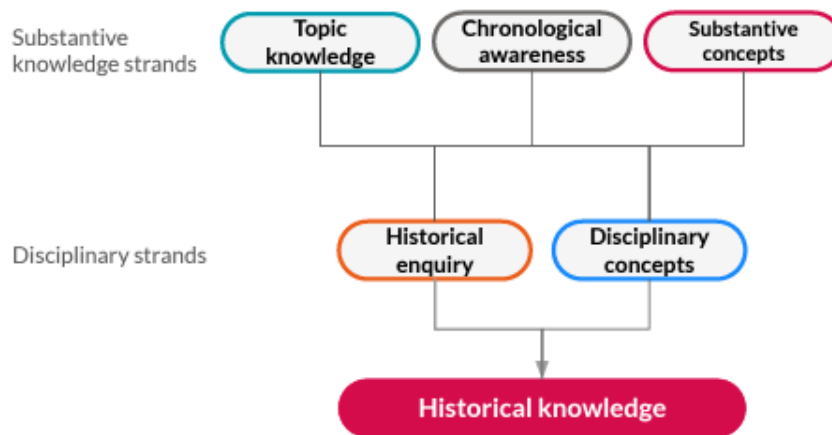 Substantive
knowledge strands
Topic
knowledge
Chronological
awareness
Substantive
concepts
Disciplinary strands
Historical
enquiry
Disciplinary
concepts
Historical knowledge